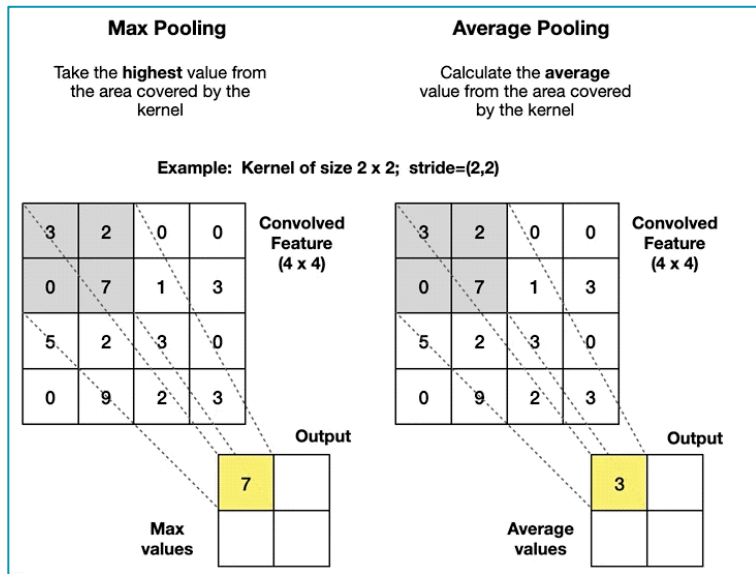 Max Pooling
Take the highest value from
the area covered by the
kernel
Average Pooling
Calculate the average
value from the area covered
by the kernel
Example: Kernel of size 2 x 2; stride=(2,2)
3 2 0 0
0 7 1 3
5 2 3 0
0 9 2 3
Convolved
Feature
(4 x 4)
Output
7
Max
values
3 2 0 0
0 7 1 3
5 2 3 0
0 9 2 3
Convolved
Feature
(4 x 4)
Output
3
Average
values